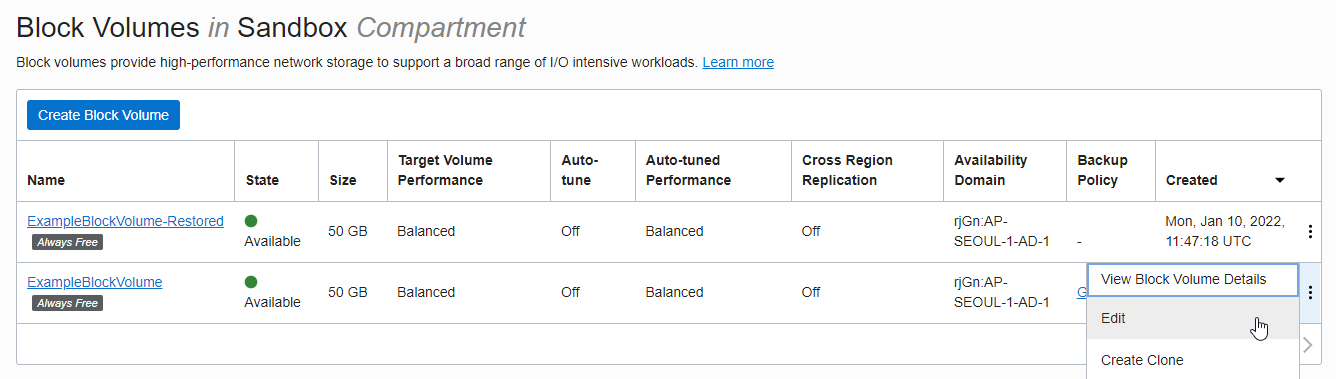 Block Volumes in Sandbox Compartment
Block volumes provide high-performance network storage to support a broad range of I/O intensive workloads. Learn more
Create Block Volume
Name State Size Target Volume Performance Auto-tune Auto-tuned Performance Cross Region Replication Availability Domain Backup Policy Created
ExampleBlockVolume-Restored Always Free Available 50 GB Balanced Off Balanced Off rjGn:AP-SEOUL-1-AD-1 - Mon, Jan 10, 2022, 11:47:18 UTC
ExampleBlockVolume Always Free Available 50 GB Balanced Off Balanced Off rjGn:AP-SEOUL-1-AD-1
View Block Volume Details
Edit
Create Clone